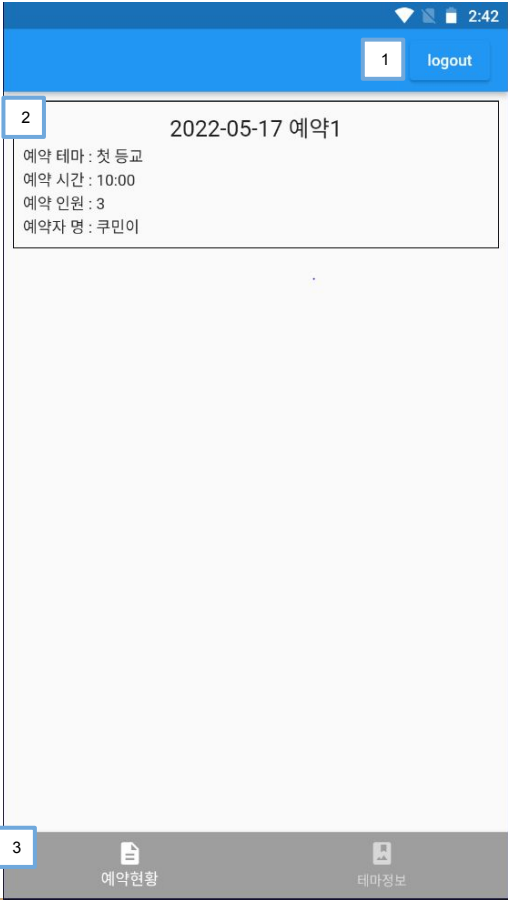 2:42
1
logout
2
2022-05-17 예약1
예약 테마 : 첫 등교
예약 시간 : 10:00
예약 인원 : 3
예약자 명 : 쿠민이
3
예약현황
테마정보